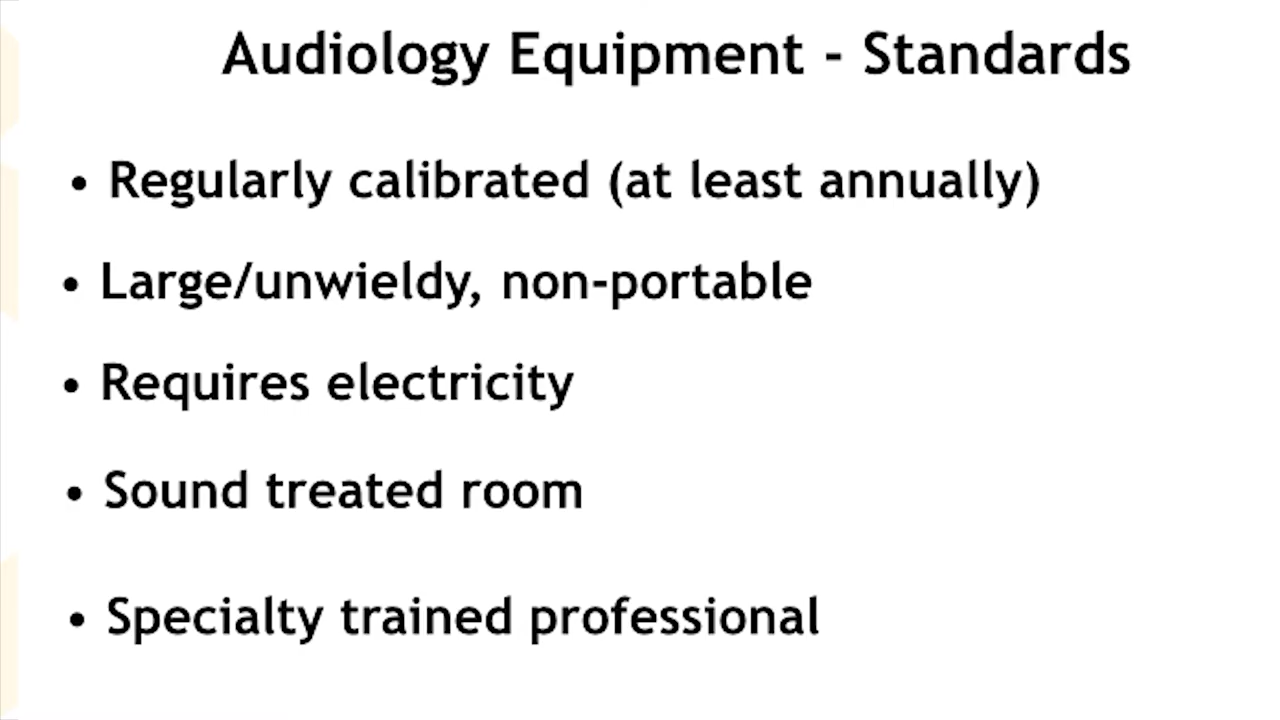 Audiology Equipment - Standards
• Regularly calibrated (at least annually)
• Large/unwieldy, non-portable
• Requires electricity
• Sound treated room
• Specialty trained professional